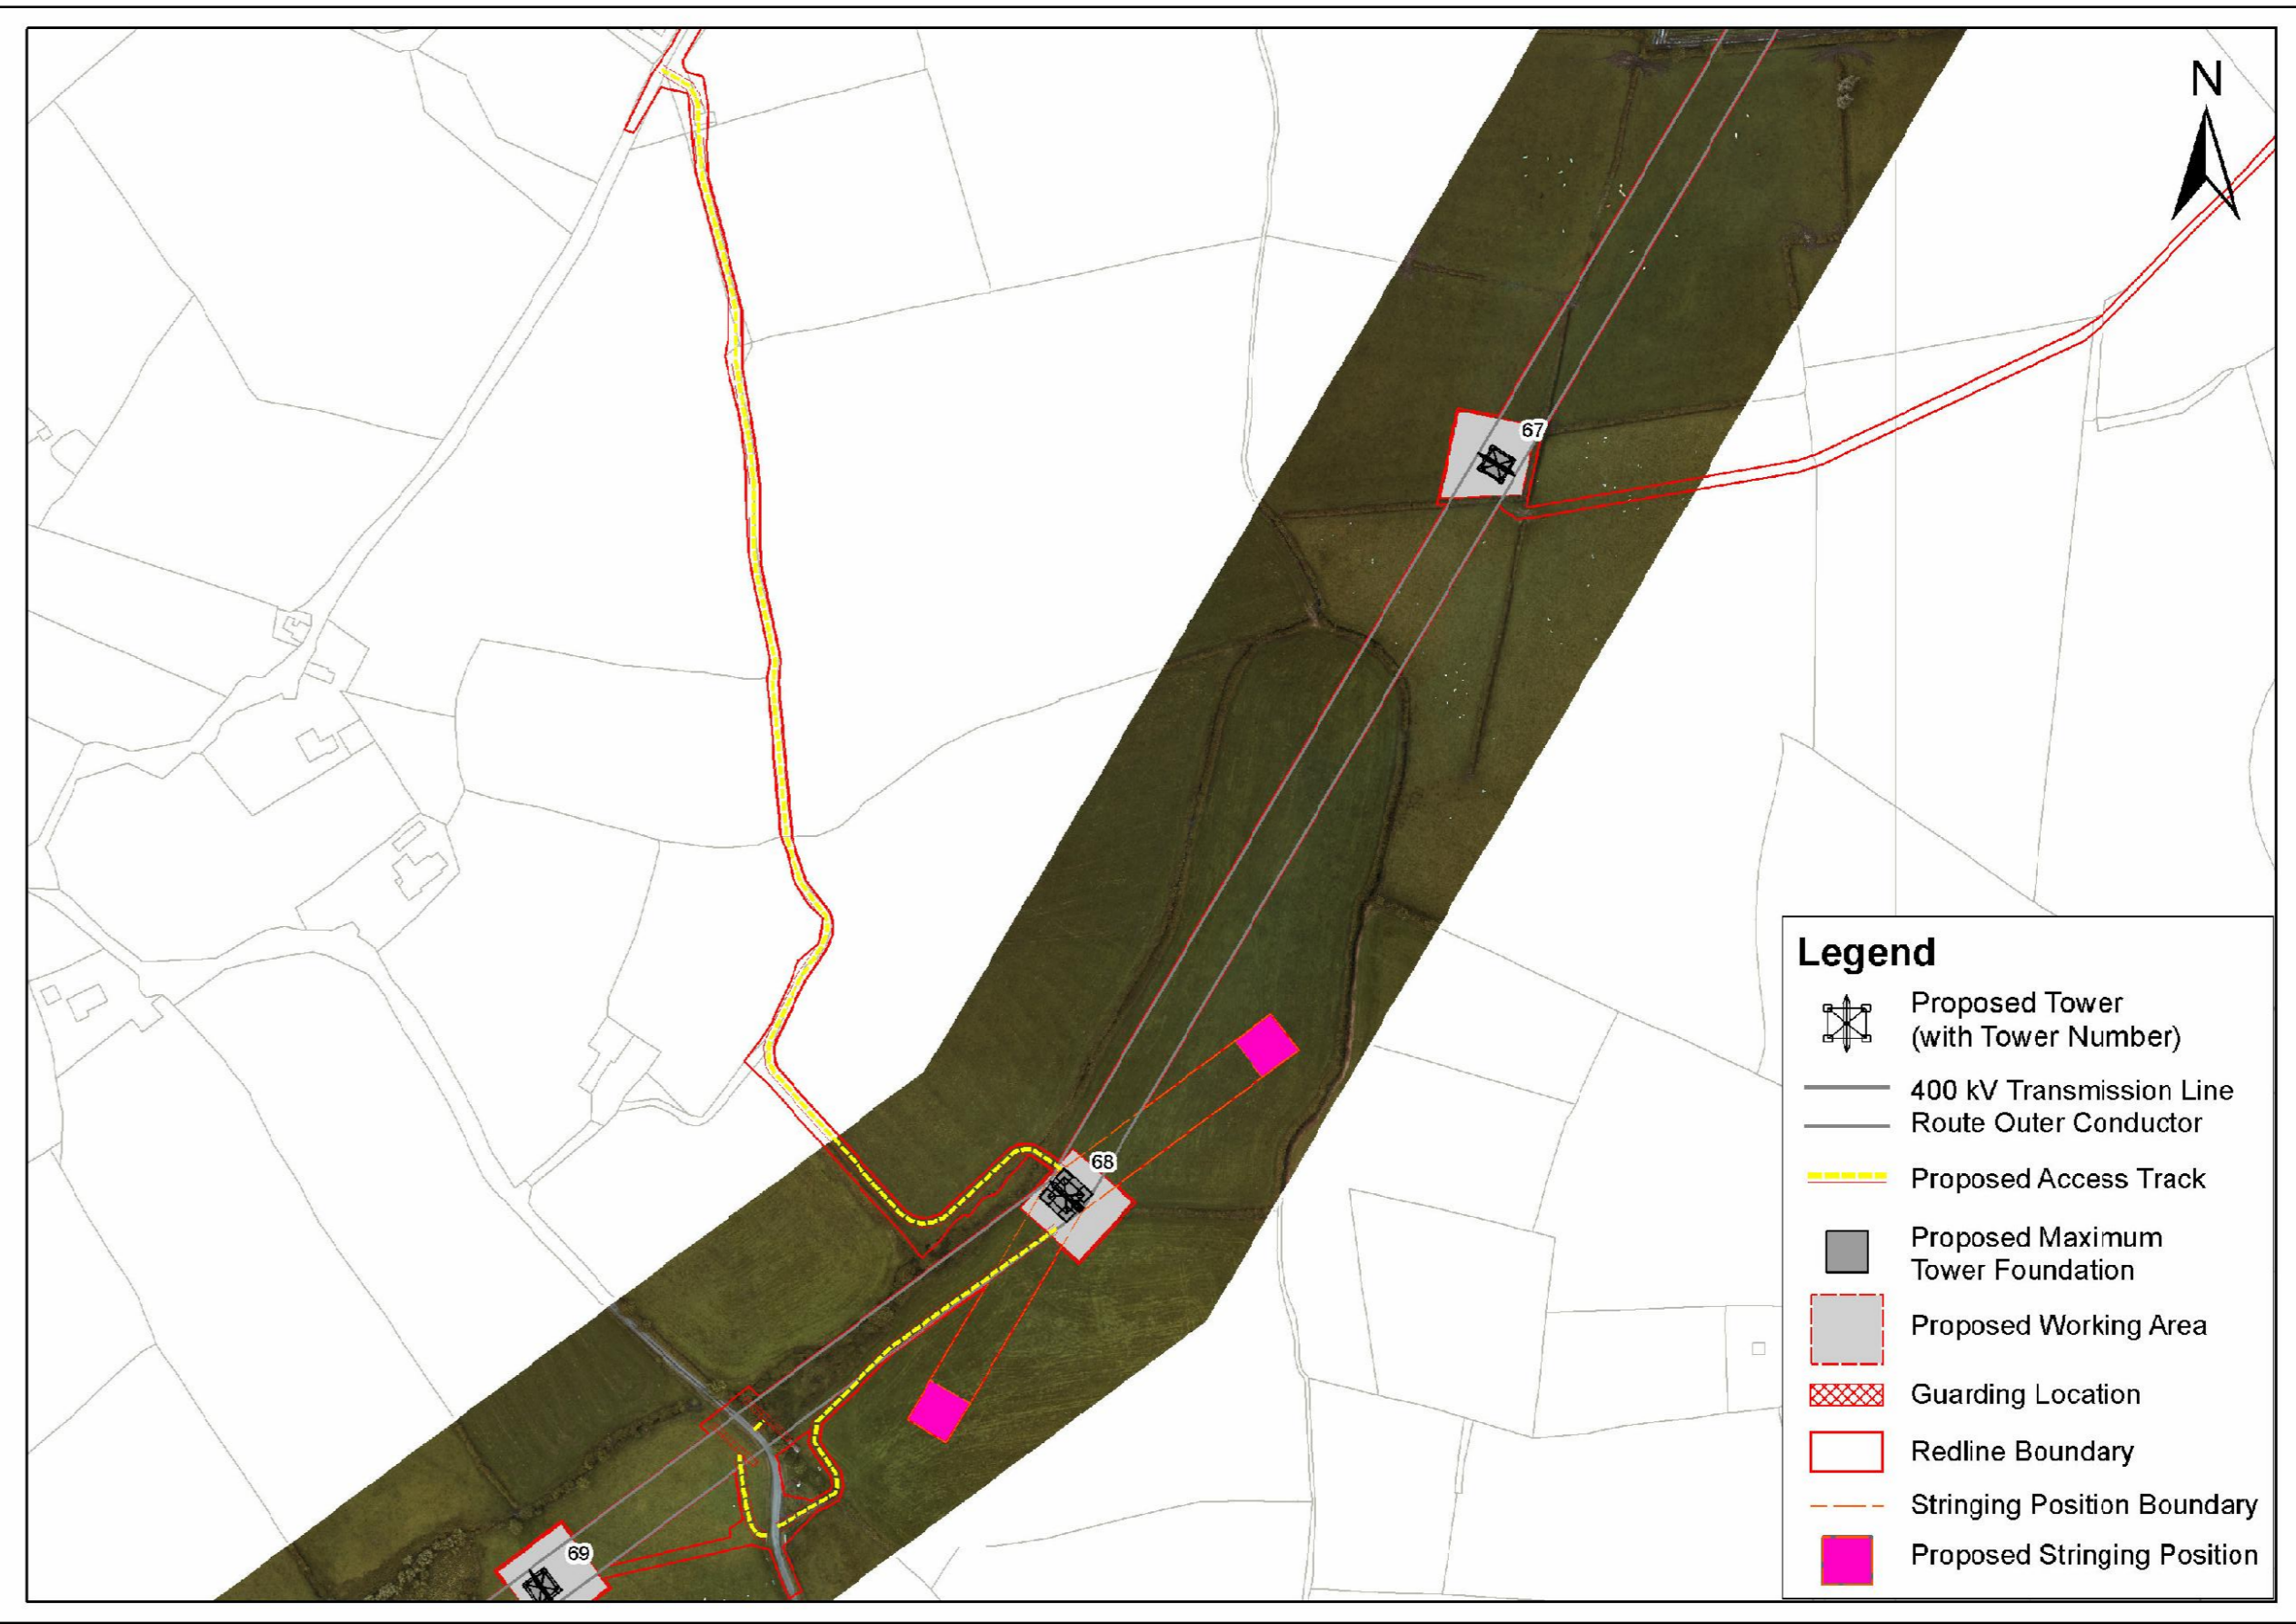 N
67
68
69
Legend
Proposed Tower
(with Tower Number)
400 kV Transmission Line
Route Outer Conductor
Proposed Access Track
Proposed Maximum
Tower Foundation
Proposed Working Area
Guarding Location
Redline Boundary
Stringing Position Boundary
Proposed Stringing Position